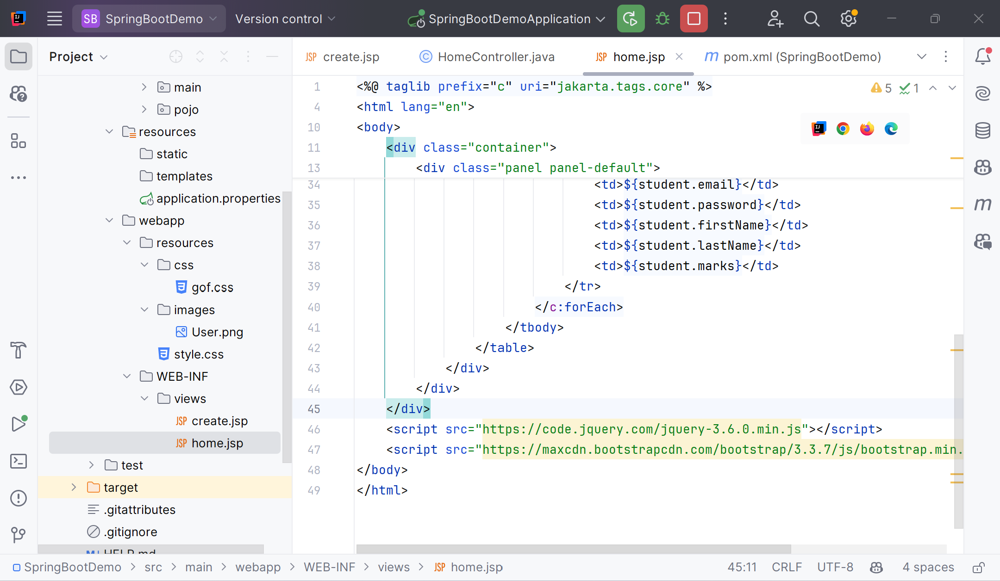 SB SpringBootDemo Version control SpringBootDemoApplication
Project
main
pojo
resources
static
templates
application.properties
webapp
resources
css
gof.css
images
User.png
style.css
WEB-INF
views
JSP create.jsp
JSP home.jsp
test
target
.gitattributes
.gitignore
HELP.md
JSP create.jsp HomeController.java JSP home.jsp pom.xml (SpringBootDemo)
5 1
1 <%@ taglib prefix="c" uri="jakarta.tags.core" %>
4 <html lang="en">
10 <body>
11 <div class="container">
13 <div class="panel panel-default">
34 <td>${student.email}</td>
35 <td>${student.password}</td>
36 <td>${student.firstName}</td>
37 <td>${student.lastName}</td>
38 <td>${student.marks}</td>
39 </tr>
40 </c:forEach>
41 </tbody>
42 </table>
43 </div>
44 </div>
45 </div>
46 <script src="https://code.jquery.com/jquery-3.6.0.min.js"></script>
47 <script src="https://maxcdn.bootstrapcdn.com/bootstrap/3.3.7/js/bootstrap.min.
48 </body>
49 </html>
SpringBootDemo > src > main > webapp > WEB-INF > views > JSP home.jsp 45:11 CRLF UTF-8 4 spaces